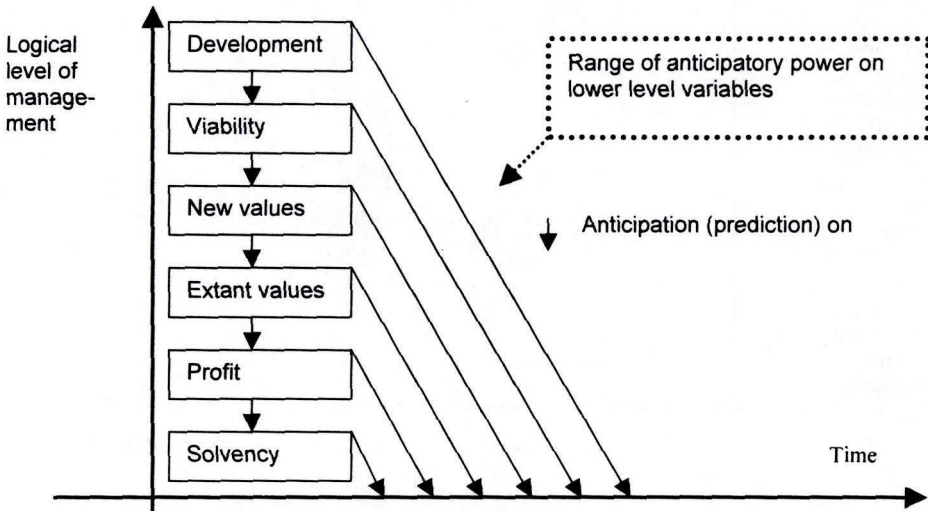 Logical
level of
manage-
ment
Development
Viability
New values
Extant values
Profit
Solvency
Range of anticipatory power on
lower level variables
Anticipation (prediction) on
Time